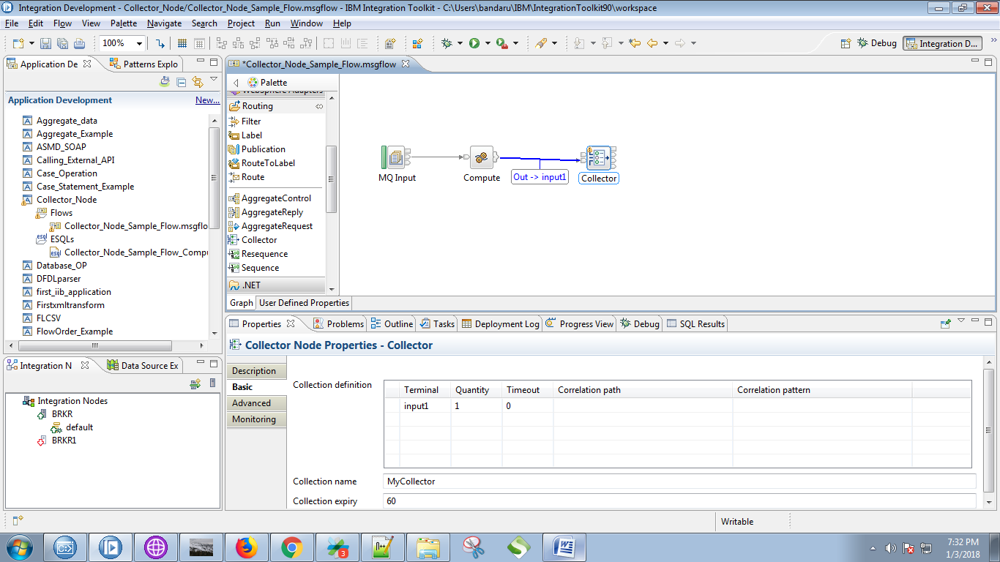 Integration Development - Collector_Node/Collector_Node_Sample_Flow.msgflow - IBM Integration Toolkit - C:\Users\bandaru\IBM\IntegrationToolkit90\workspace
File Edit Flow View Palette Navigate Search Project Run Window Help
100%
Debug
Integration D...
»
Application De
Patterns Explo
Application Development
New...
Aggregate_data
Aggregate_Example
ASMD_SOAP
Calling_External_API
Case_Operation
Case_Statement_Example
Collector_Node
Flows
Collector_Node_Sample_Flow.msgflo
esql ESQLs
esql Collector_Node_Sample_Flow_Compu
Database_OP
DFDLparser
first_iib_application
Firstxmltransform
FLCSV
FlowOrder_Example
Integration N
Data Source Ex
Integration Nodes
BRKR
default
BRKR1
*Collector_Node_Sample_Flow.msgflow
Palette
WebSphere Adapters
Routing
Filter
Label
Publication
RouteToLabel
Route
AggregateControl
AggregateReply
AggregateRequest
Collector
Resequence
Sequence
.NET
MQ Input
Compute
Out -> input1
Collector
Graph
User Defined Properties
Properties
Problems
Outline
Tasks
Deployment Log
Progress View
Debug
SQL Results
Collector Node Properties - Collector
Description
Basic
Advanced
Monitoring
Collection definition
Terminal Quantity Timeout Correlation path Correlation pattern
input1 1 0
Collection name MyCollector
Collection expiry 60
Writable
3
7:32 PM
1/3/2018